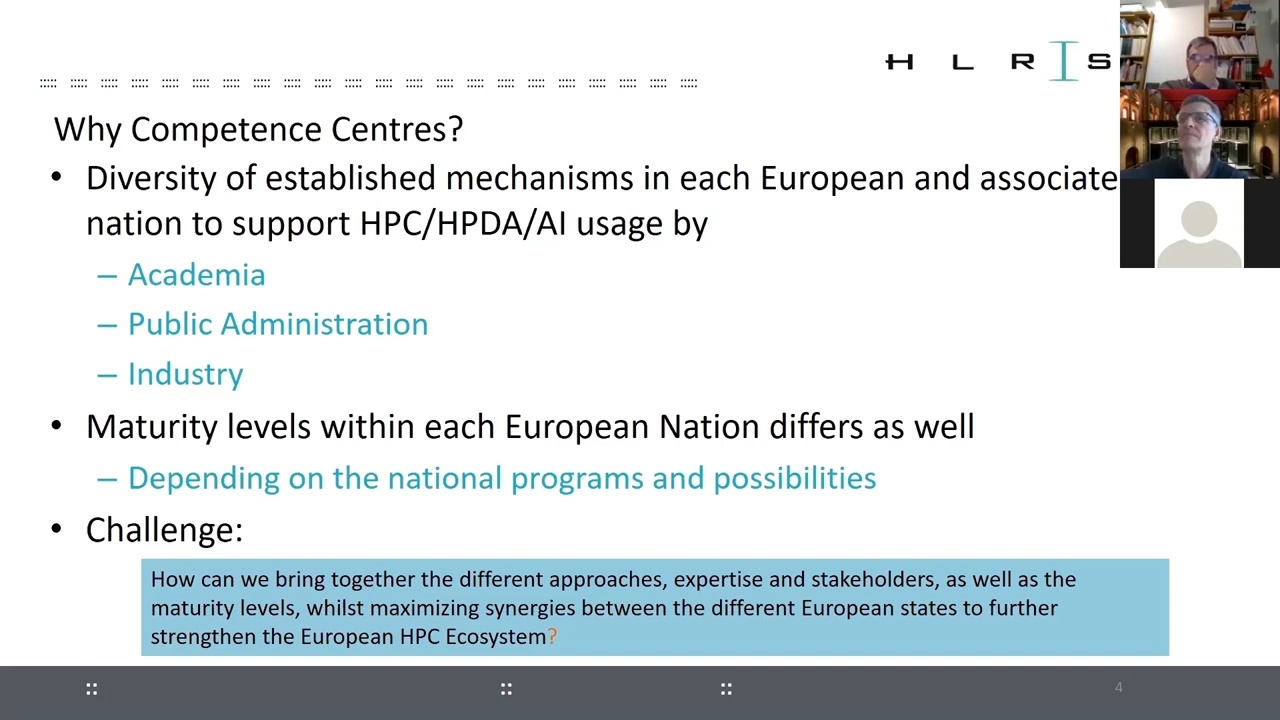 H L R I S
Why Competence Centres?
• Diversity of established mechanisms in each European and associate
nation to support HPC/HPDA/AI usage by
– Academia
– Public Administration
– Industry
• Maturity levels within each European Nation differs as well
– Depending on the national programs and possibilities
• Challenge:
How can we bring together the different approaches, expertise and stakeholders, as well as the
maturity levels, whilst maximizing synergies between the different European states to further
strengthen the European HPC Ecosystem?
4